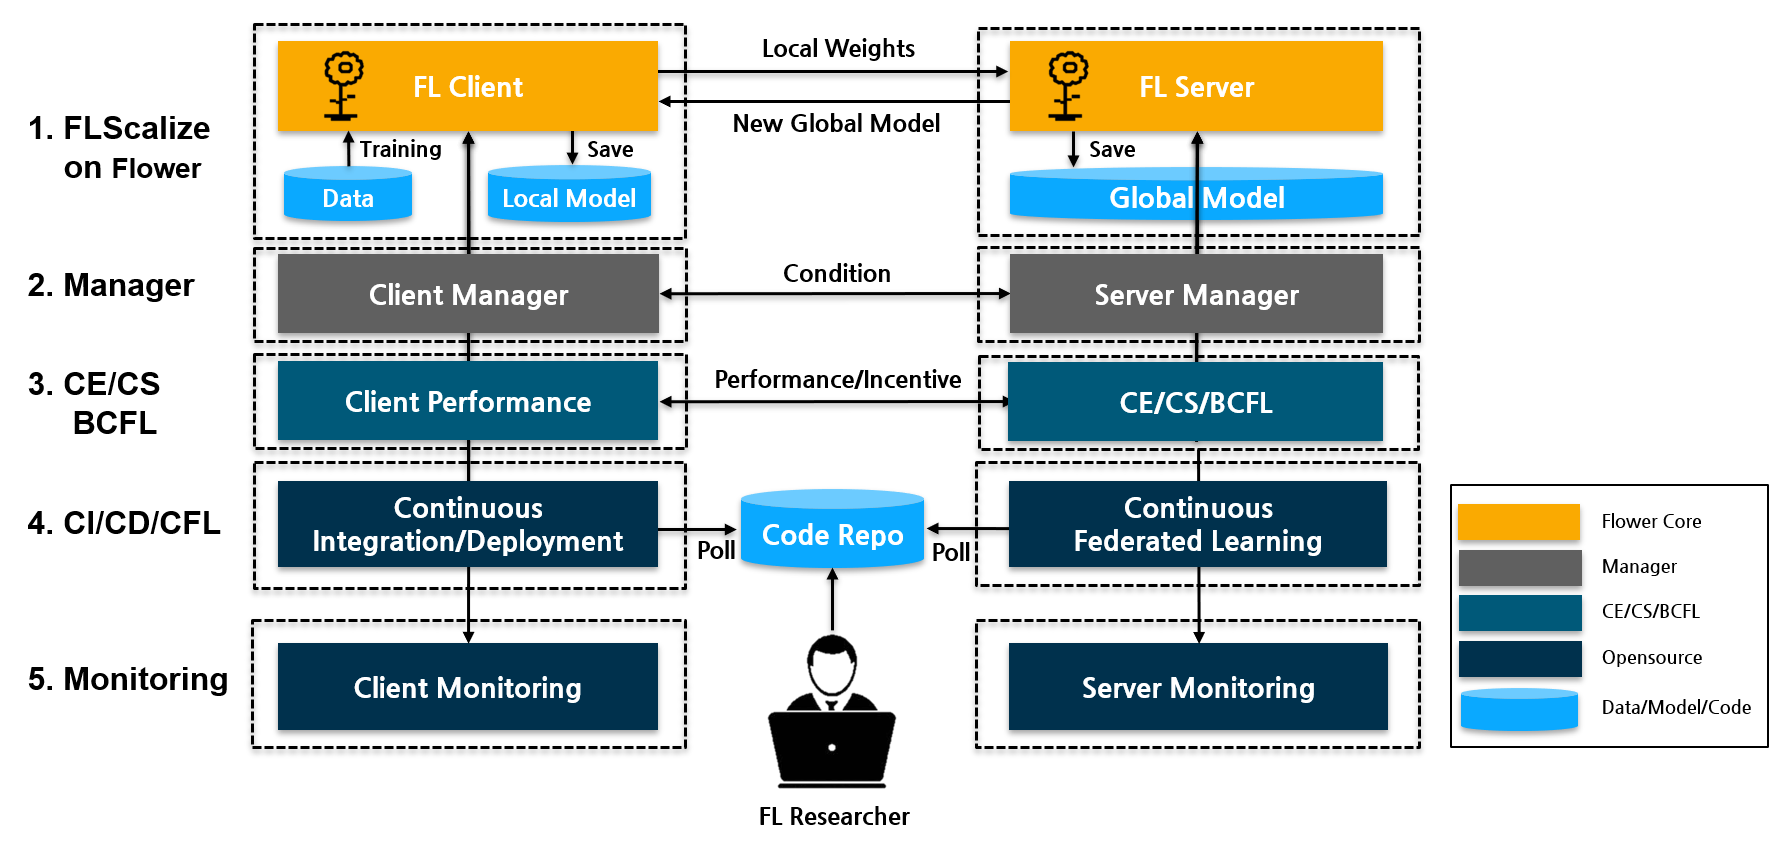 1. FLScalize
on Flower
FL Client
Local Weights
FL Server
New Global Model
Training
Save
Save
Data
Local Model
Global Model
2. Manager
Client Manager
Condition
Server Manager
3. CE/CS
BCFL
Client Performance
Performance/Incentive
CE/CS/BCFL
4. CI/CD/CFL
Continuous
Integration/Deployment
Poll
Code Repo
Poll
Continuous
Federated Learning
5. Monitoring
Client Monitoring
Server Monitoring
FL Researcher
Flower Core
Manager
CE/CS/BCFL
Opensource
Data/Model/Code